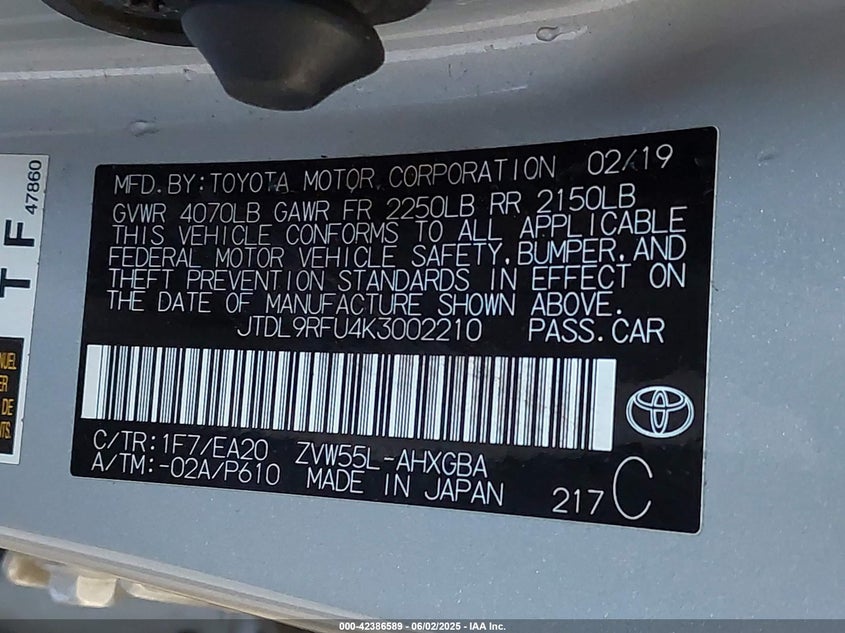 MFD. BY: TOYOTA MOTOR CORPORATION 02/19
GVWR 4070LB GAWR FR 2250LB RR 2150LB
THIS VEHICLE CONFORMS TO ALL APPLICABLE
FEDERAL MOTOR VEHICLE SAFETY, BUMPER, AND
THEFT PREVENTION STANDARDS IN EFFECT ON
THE DATE OF MANUFACTURE SHOWN ABOVE.
JTDL9RFU4K3002210 PASS. CAR
C/TR: 1F7/EA20 ZVW55L-AHXGBA
A/TM: -02A/P610 MADE IN JAPAN
217 C
T F
47860
DE
000-42386589 - 06/02/2025 - IAA Inc.